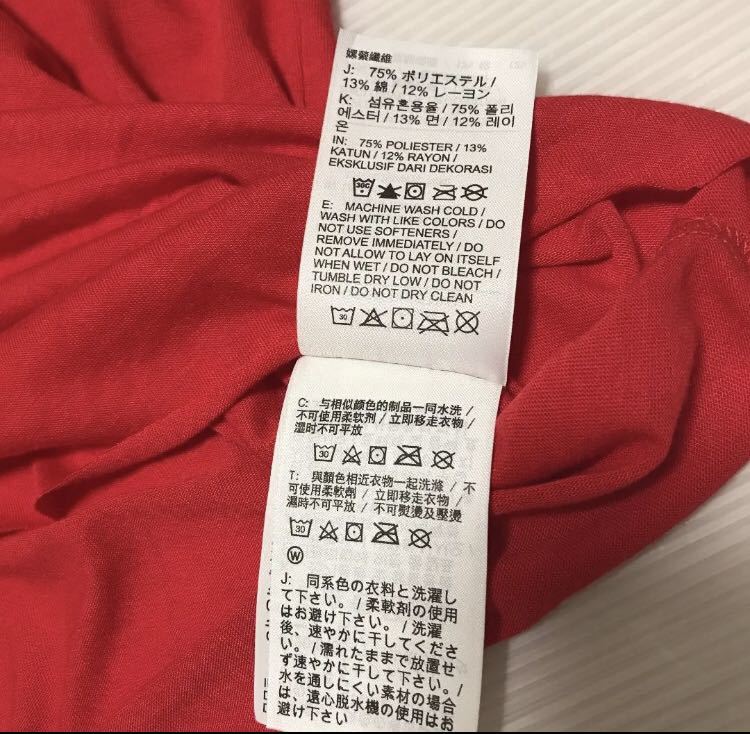 嫘縈纖維
J: 75% ポリエステル /
13% 綿 / 12% レーヨン
K: 섬유혼용율 / 75% 폴리
에스터 / 13% 면 / 12% 레이
온
IN: 75% POLIESTER / 13%
KATUN / 12% RAYON /
EKSKLUSIF DARI DEKORASI
30C
E: MACHINE WASH COLD /
WASH WITH LIKE COLORS / DO
NOT USE SOFTENERS /
REMOVE IMMEDIATELY / DO
NOT ALLOW TO LAY ON ITSELF
WHEN WET / DO NOT BLEACH /
TUMBLE DRY LOW / DO NOT
IRON / DO NOT DRY CLEAN
30
C: 与相似颜色的制品一同水洗 /
不可使用柔软剂 / 立即移走衣物 /
湿时不可平放
30
T: 與顏色相近衣物一起洗滌 / 不
可使用柔軟劑 / 立即移走衣物 /
濕時不可平放 / 不可熨燙及壓燙
30
W
J: 同系色の衣料と洗濯し
て下さい。 / 柔軟剤の使用
はお避け下さい。 / 洗濯
後、速やかに干してくださ
い。 / 濡れたままで放置せ
ず速やかに干して下さい。 /
水を通しにくい素材の場合
は、遠心脱水機の使用はお
避け下さい